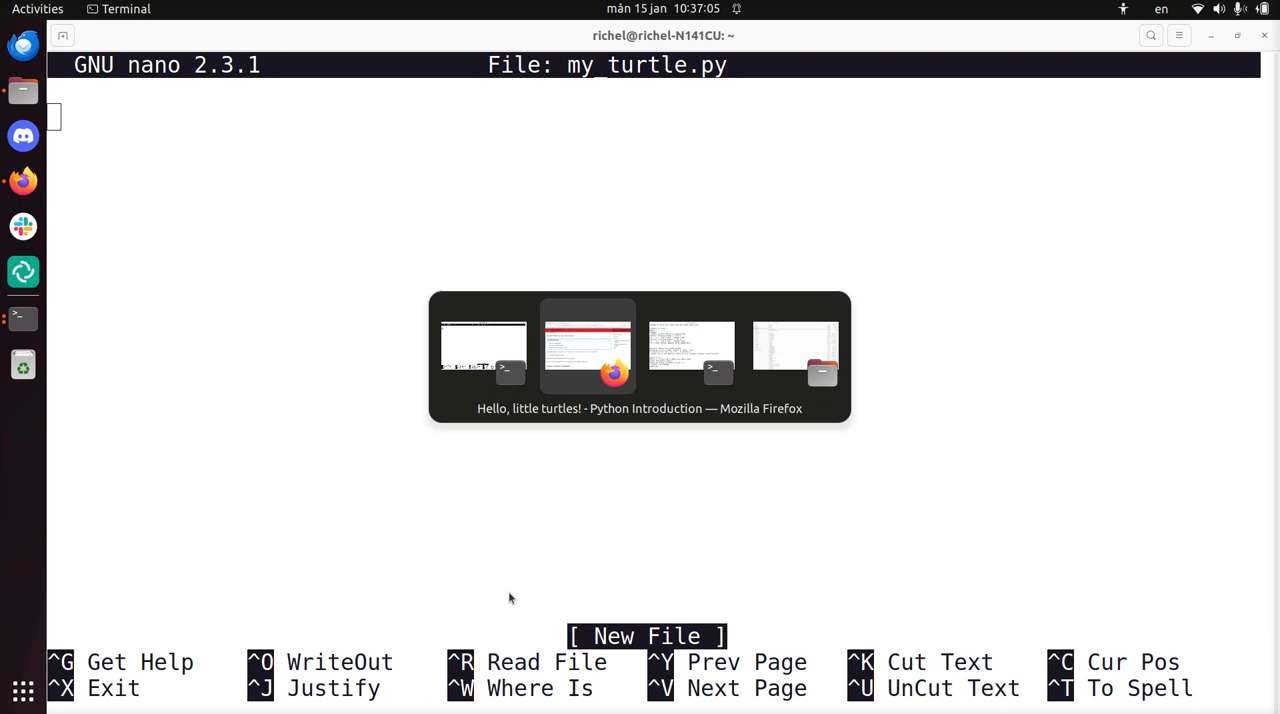 Activities Terminal mån 15 jan 10:37:05 en
richel@richel-N141CU: ~
GNU nano 2.3.1 File: my_turtle.py
Hello, little turtles! - Python Introduction — Mozilla Firefox
[ New File ]
^G Get Help ^O WriteOut ^R Read File ^Y Prev Page ^K Cut Text ^C Cur Pos
^X Exit ^J Justify ^W Where Is ^V Next Page ^U UnCut Text ^T To Spell